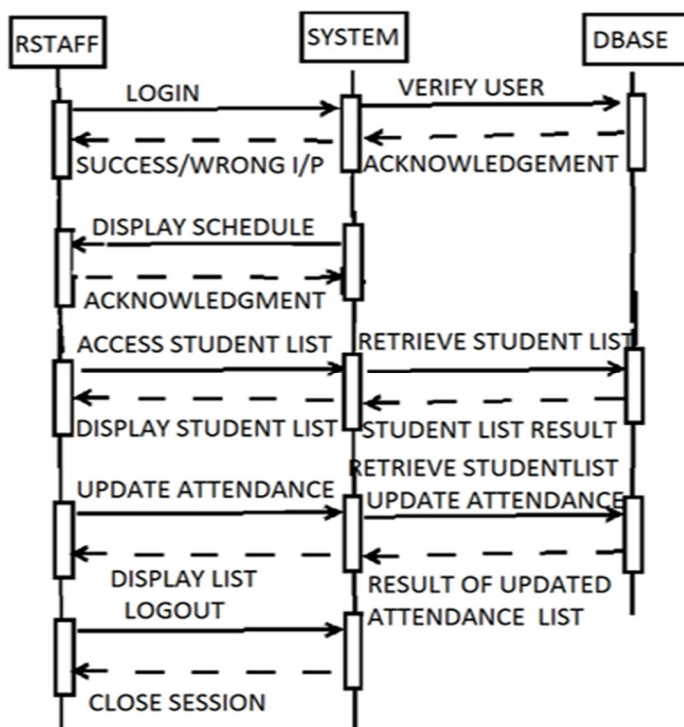 RSTAFF
SYSTEM
DBASE
LOGIN
VERIFY USER
SUCCESS/WRONG I/P
ACKNOWLEDGEMENT
DISPLAY SCHEDULE
ACKNOWLEDGMENT
ACCESS STUDENT LIST
RETRIEVE STUDENT LIST
DISPLAY STUDENT LIST
STUDENT LIST RESULT
RETRIEVE STUDENTLIST
UPDATE ATTENDANCE
UPDATE ATTENDANCE
DISPLAY LIST
RESULT OF UPDATED
ATTENDANCE LIST
LOGOUT
CLOSE SESSION